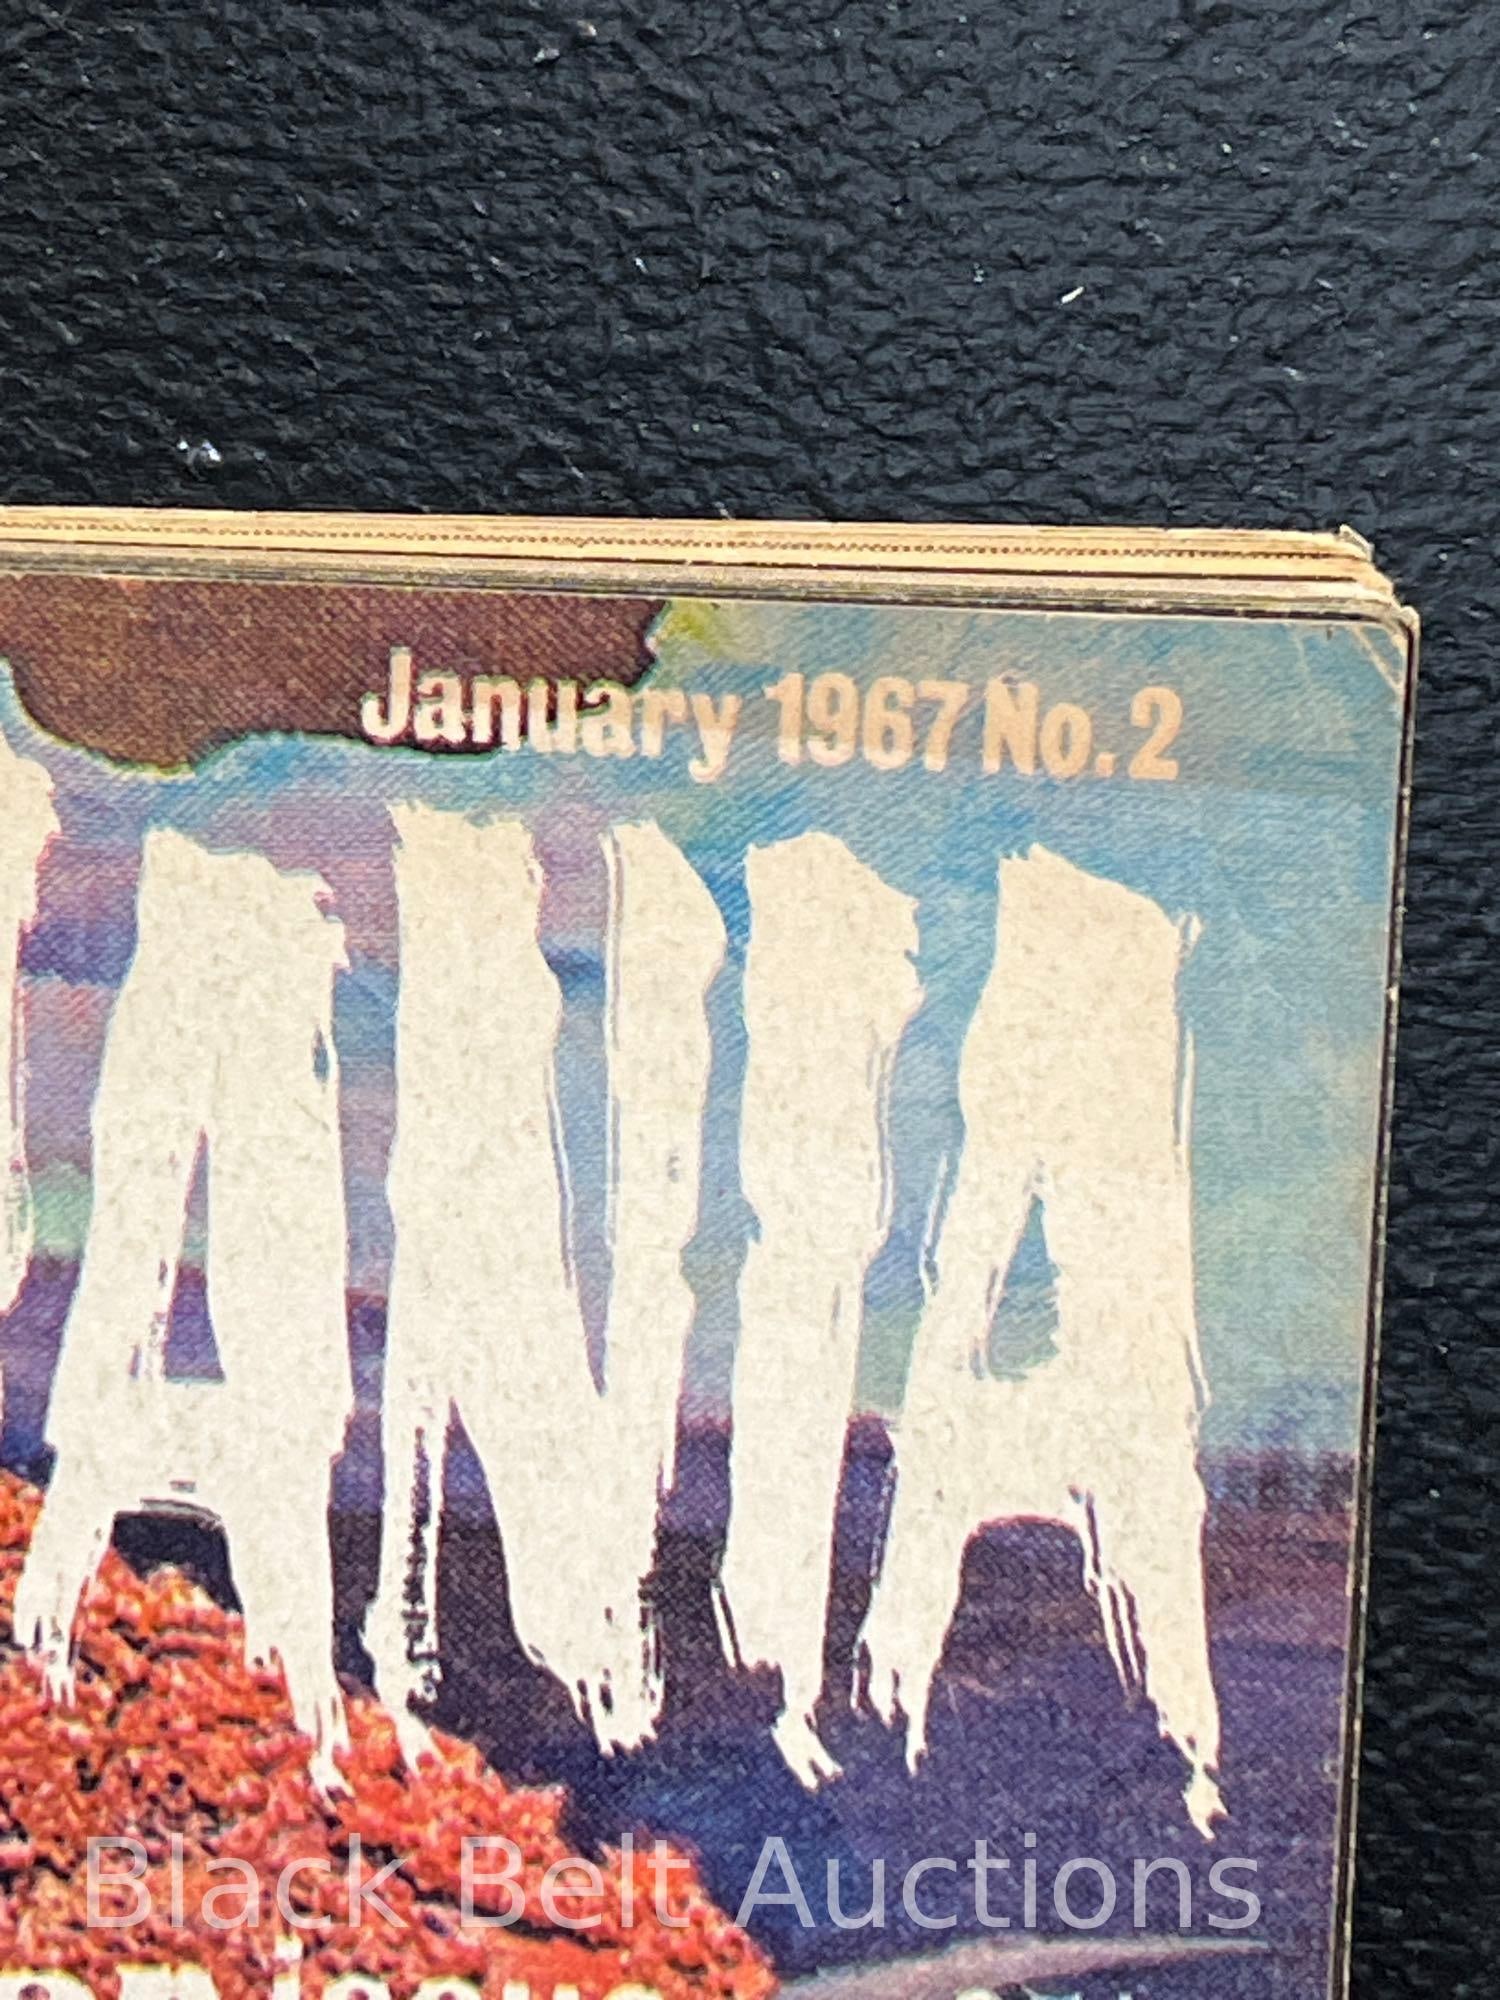 January 1967 No. 2
ANIA
Black Belt Auctions